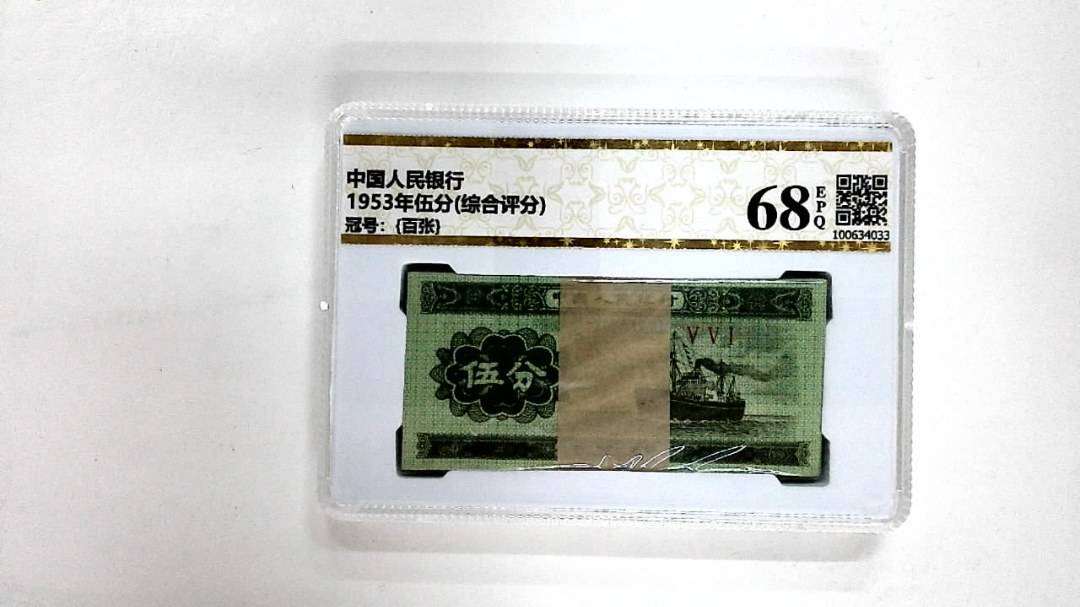 中国人民银行
1953年伍分(综合评分)
冠号：{百张}
68
EPQ
100634033
伍分